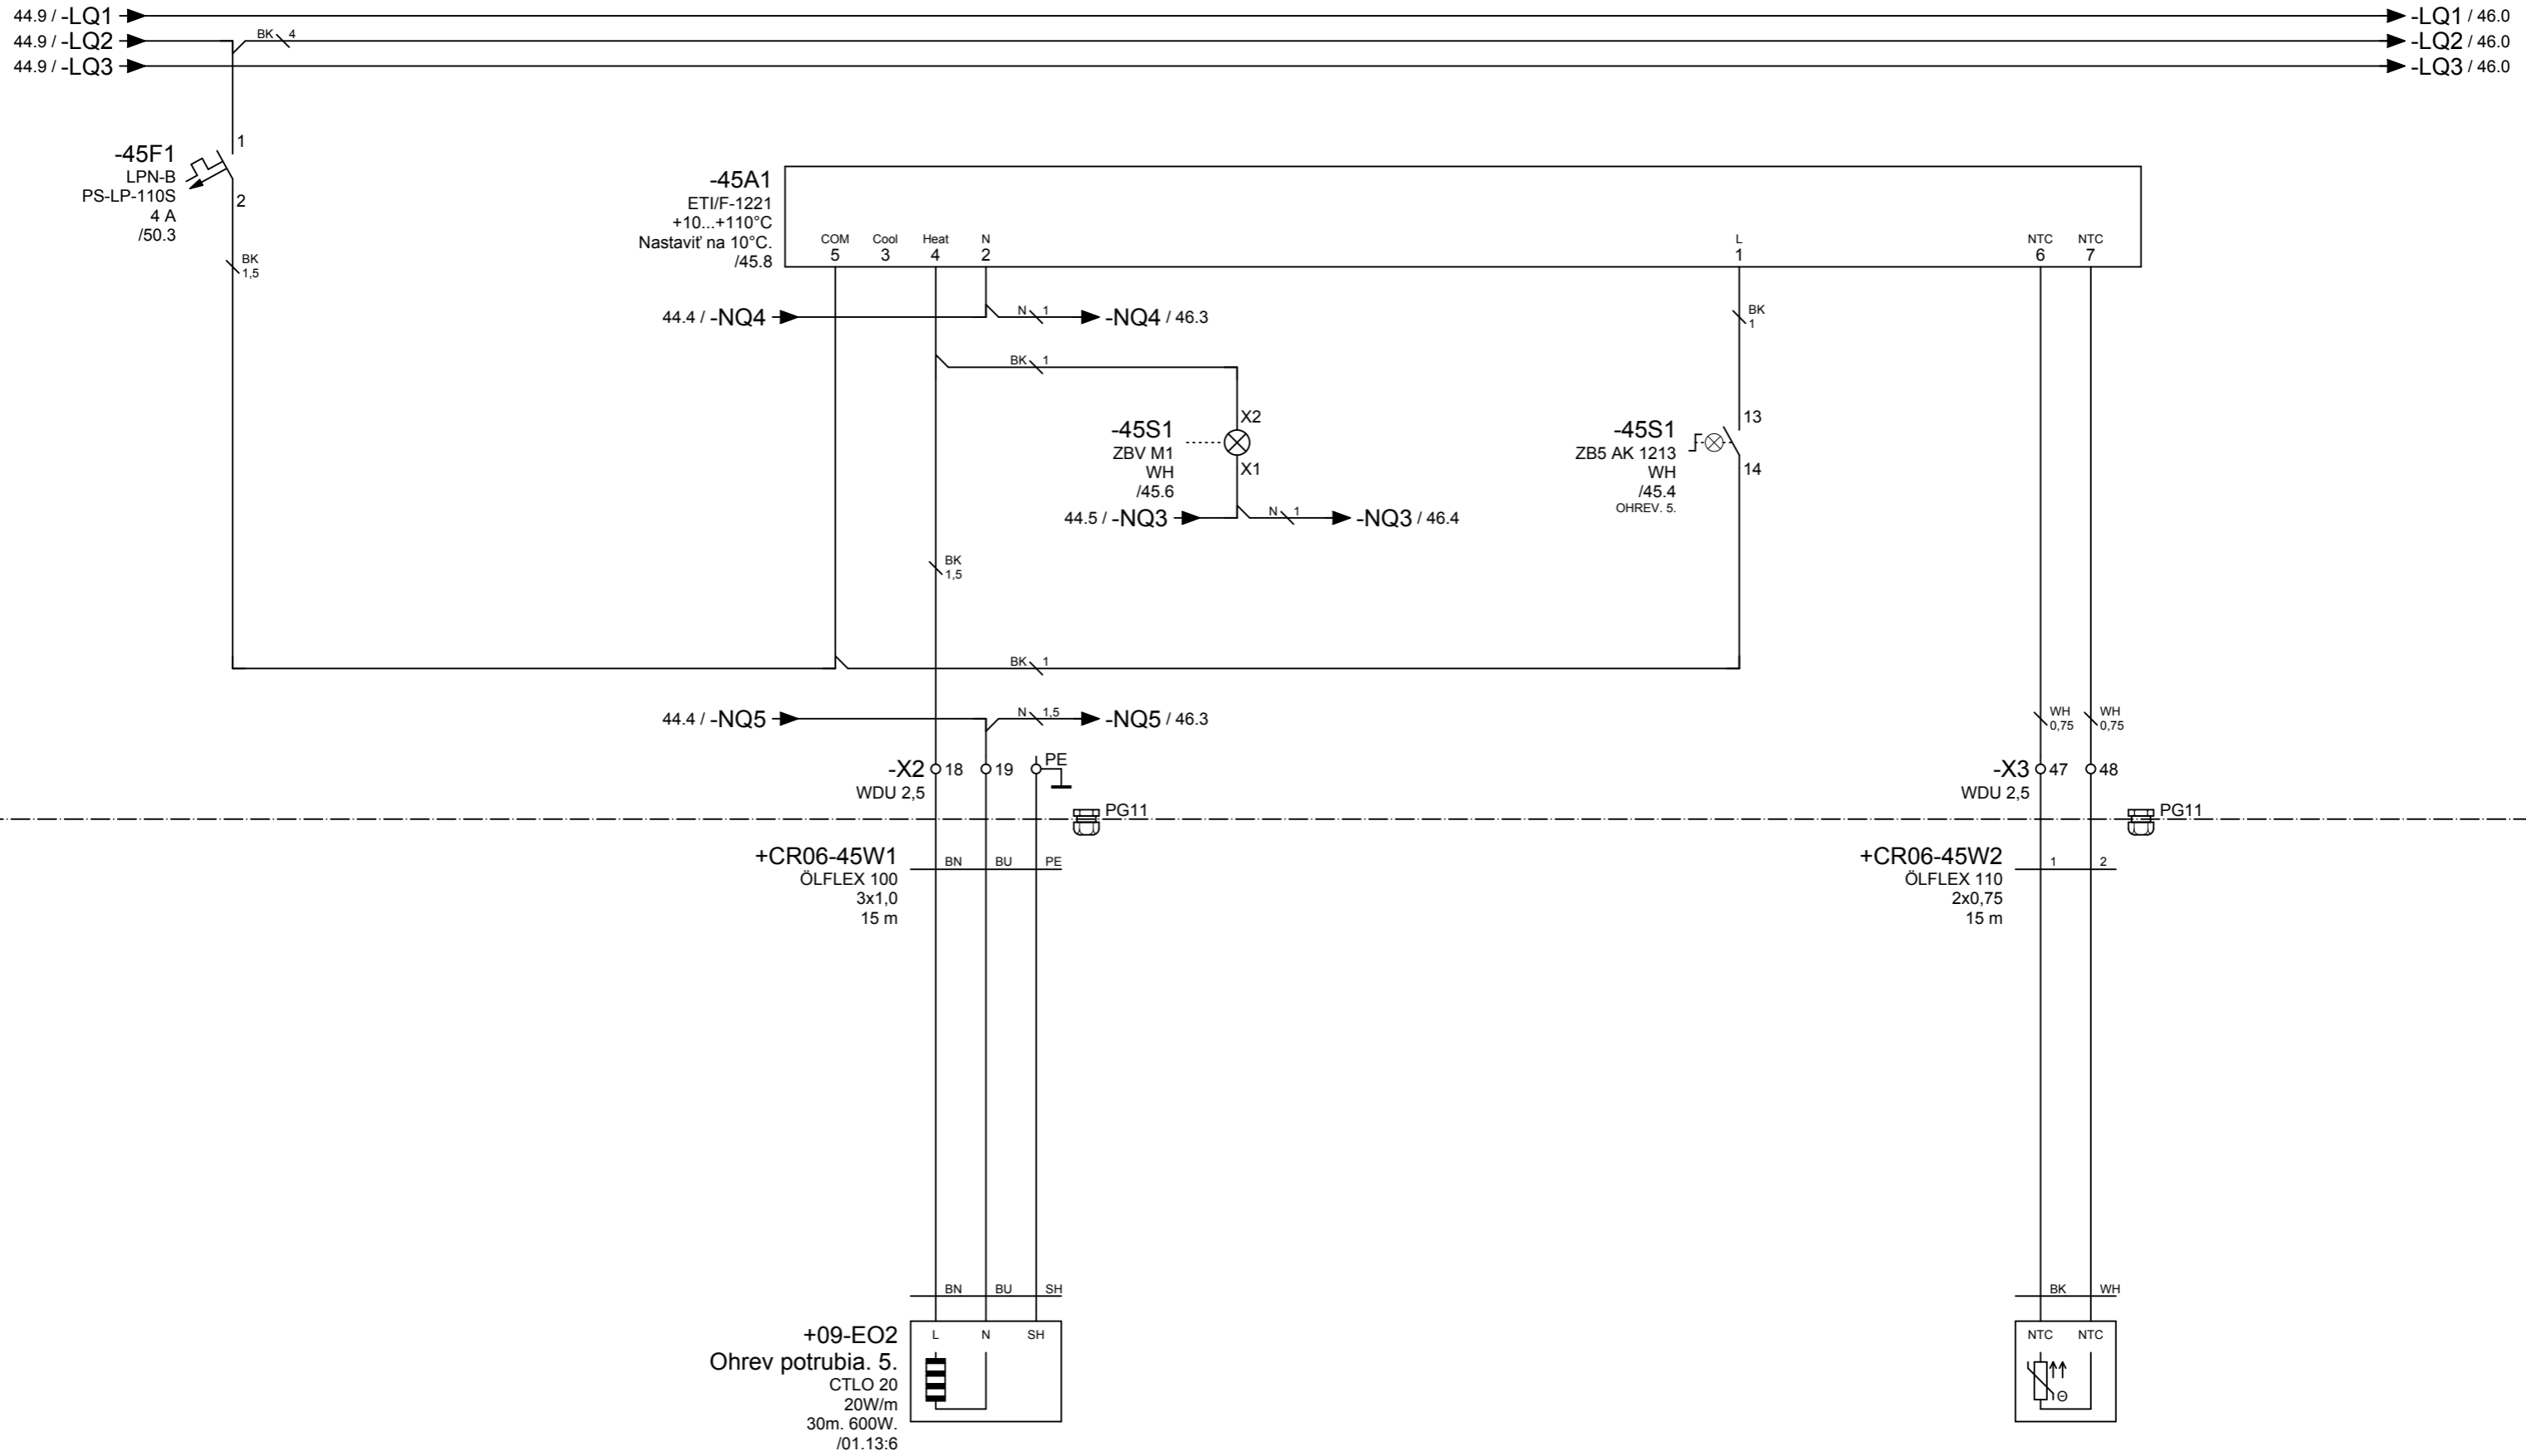 44.9 / -LQ1
-LQ1 / 46.0
44.9 / -LQ2
BK 4
-LQ2 / 46.0
44.9 / -LQ3
-LQ3 / 46.0
-45F1
LPN-B
PS-LP-110S
4 A
/50.3
1
2
BK
1,5
-45A1
ETI/F-1221
+10...+110°C
Nastaviť na 10°C.
/45.8
COM Cool Heat N L NTC NTC
5 3 4 2 1 6 7
44.4 / -NQ4
N 1
-NQ4 / 46.3
BK
1
BK 1
-45S1
ZBV M1
WH
/45.6
X2
X1
-45S1
ZB5 AK 1213
WH
/45.4
OHREV. 5.
13
14
44.5 / -NQ3
N 1
-NQ3 / 46.4
BK
1,5
BK 1
44.4 / -NQ5
N 1,5
-NQ5 / 46.3
WH
0,75
WH
0,75
-X2 18 19 PE
WDU 2,5
-X3 47 48
WDU 2,5
PG11
PG11
+CR06-45W1
ÖLFLEX 100
3x1,0
15 m
BN BU PE
+CR06-45W2
ÖLFLEX 110
2x0,75
15 m
1 2
BN BU SH
BK WH
+09-EO2
Ohrev potrubia. 5.
CTLO 20
20W/m
30m. 600W.
/01.13:6
L N SH
NTC NTC
Θ